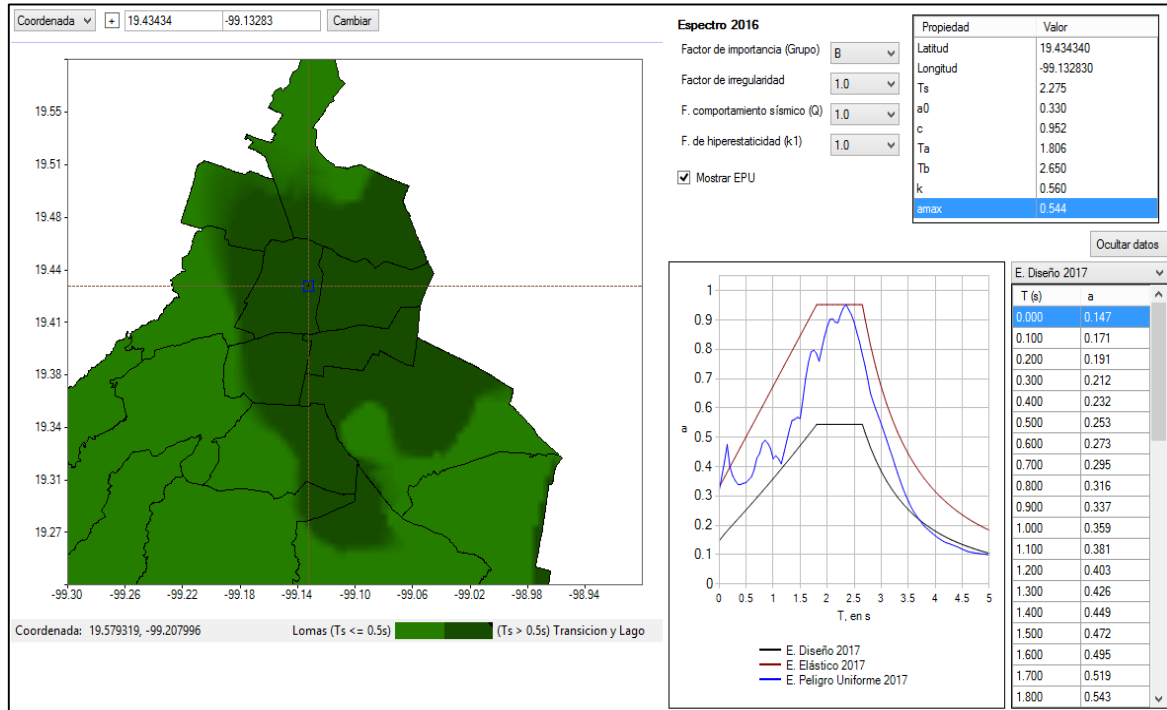 Coordenada + 19.43434 -99.13283 Cambiar
19.55
19.51
19.48
19.44
19.41
19.38
19.34
19.31
19.27
-99.30 -99.26 -99.22 -99.18 -99.14 -99.10 -99.06 -99.02 -98.98 -98.94
Coordenada: 19.579319, -99.207996 Lomas (Ts <= 0.5s) (Ts > 0.5s) Transicion y Lago
Espectro 2016
Factor de importancia (Grupo) B
Factor de irregularidad 1.0
F. comportamiento sísmico (Q) 1.0
F. de hiperestaticidad (k1) 1.0
Mostrar EPU
Propiedad Valor
Latitud 19.434340
Longitud -99.132830
Ts 2.275
a0 0.330
c 0.952
Ta 1.806
Tb 2.650
k 0.560
amax 0.544
Ocultar datos
1
0.9
0.8
0.7
0.6
a 0.5
0.4
0.3
0.2
0.1
0
0 0.5 1 1.5 2 2.5 3 3.5 4 4.5 5
T, en s
E. Diseño 2017
E. Elástico 2017
E. Peligro Uniforme 2017
E. Diseño 2017
T (s) a
0.000 0.147
0.100 0.171
0.200 0.191
0.300 0.212
0.400 0.232
0.500 0.253
0.600 0.273
0.700 0.295
0.800 0.316
0.900 0.337
1.000 0.359
1.100 0.381
1.200 0.403
1.300 0.426
1.400 0.449
1.500 0.472
1.600 0.495
1.700 0.519
1.800 0.543